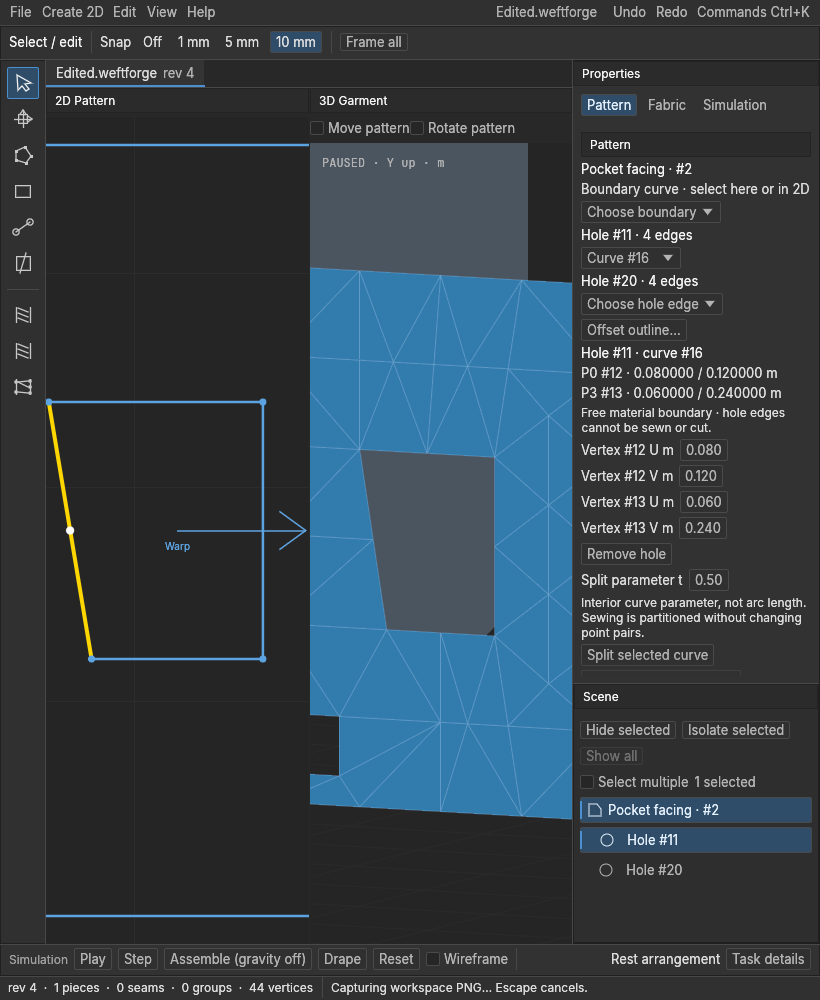 File Create 2D Edit View Help Edited.weftforge Undo Redo Commands Ctrl+K
Select / edit Snap Off 1 mm 5 mm 10 mm Frame all
Edited.weftforge rev 4
2D Pattern
Warp
3D Garment
Move pattern Rotate pattern
PAUSED · Y up · m
Properties
Pattern Fabric Simulation
Pattern
Pocket facing · #2
Boundary curve · select here or in 2D
Choose boundary
Hole #11 · 4 edges
Curve #16
Hole #20 · 4 edges
Choose hole edge
Offset outline...
Hole #11 · curve #16
P0 #12 · 0.080000 / 0.120000 m
P3 #13 · 0.060000 / 0.240000 m
Free material boundary · hole edges
cannot be sewn or cut.
Vertex #12 U m 0.080
Vertex #12 V m 0.120
Vertex #13 U m 0.060
Vertex #13 V m 0.240
Remove hole
Split parameter t 0.50
Interior curve parameter, not arc length.
Sewing is partitioned without changing
point pairs.
Split selected curve
Scene
Hide selected Isolate selected
Show all
Select multiple 1 selected
Pocket facing · #2
Hole #11
Hole #20
Simulation Play Step Assemble (gravity off) Drape Reset Wireframe Rest arrangement Task details
rev 4 · 1 pieces · 0 seams · 0 groups · 44 vertices Capturing workspace PNG... Escape cancels.